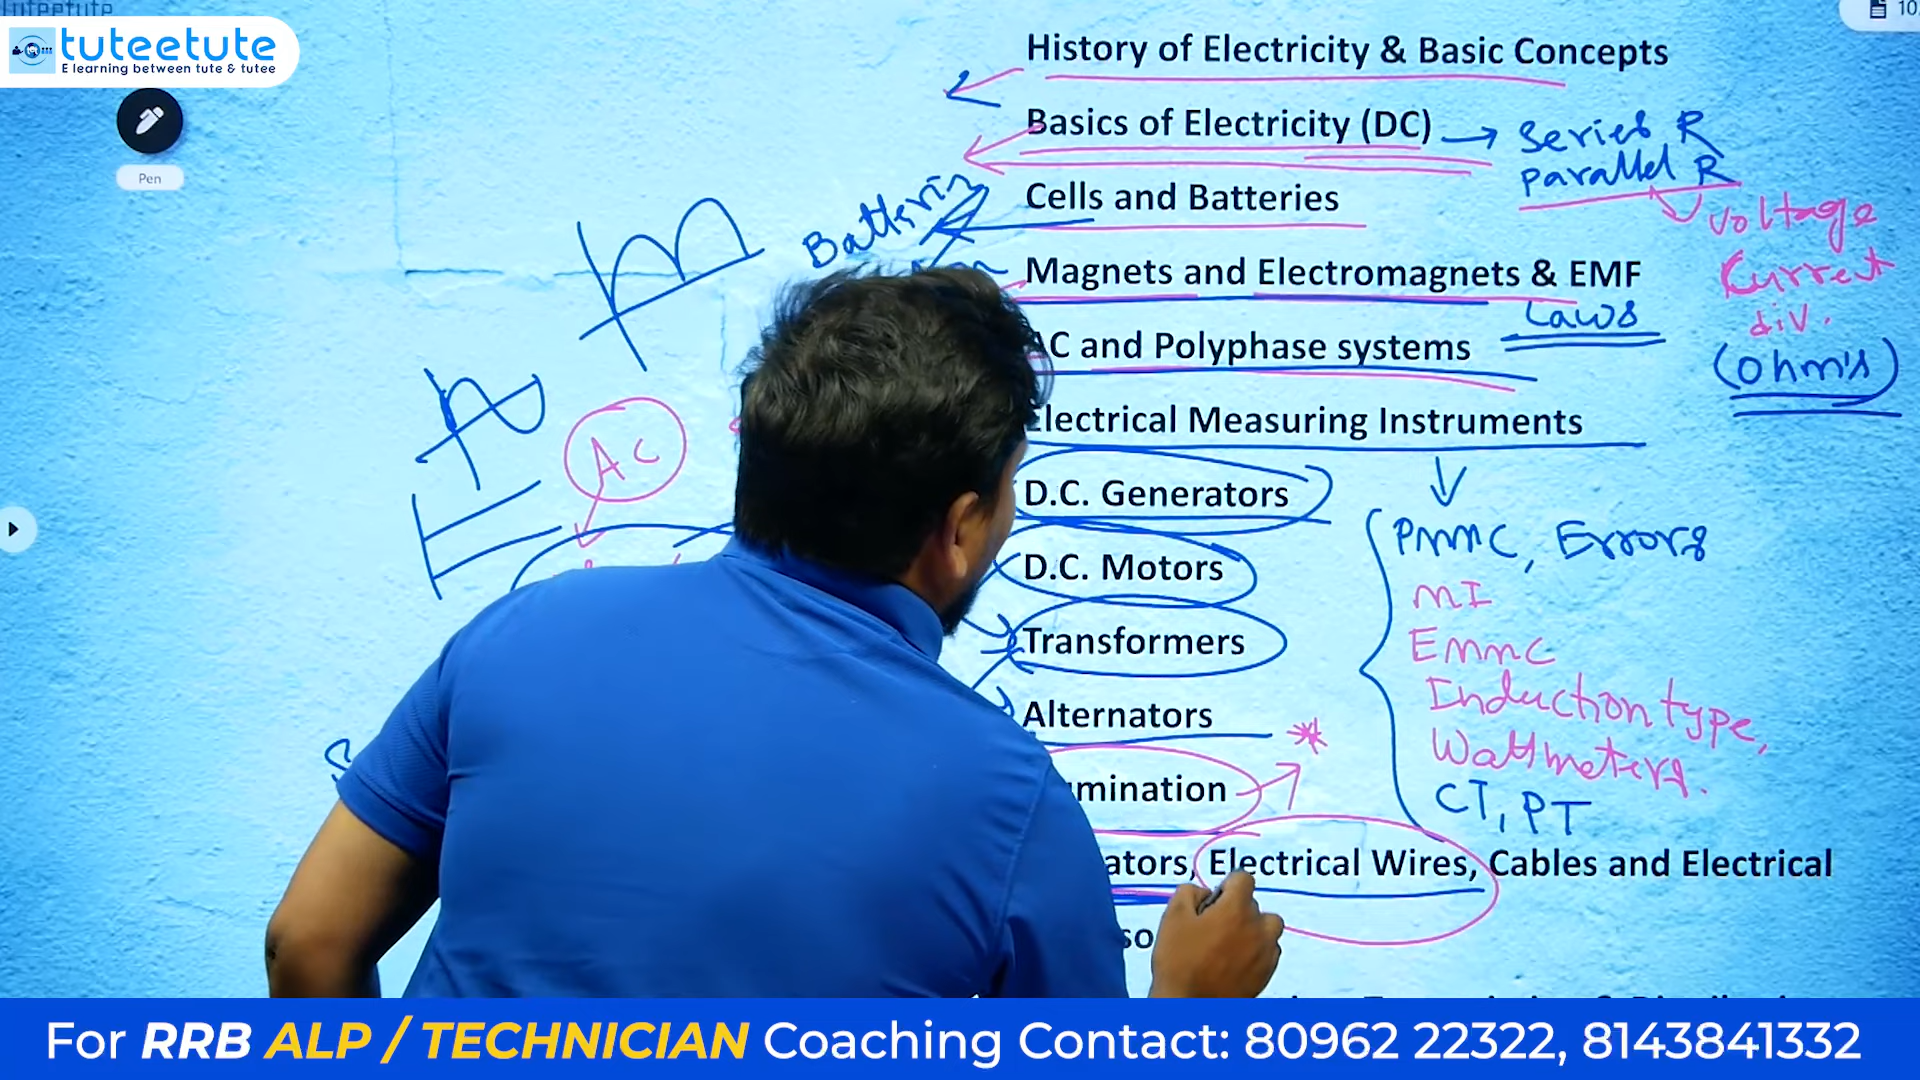 Tuteetute
10
tuteetute
E learning between tute & tutee
Pen
History of Electricity & Basic Concepts
Basics of Electricity (DC) → Series R
Parallel R
Voltage
Current
div.
(Ohm's)
Cells and Batteries
Magnets and Electromagnets & EMF
Laws
AC and Polyphase systems
Electrical Measuring Instruments
D.C. Generators
D.C. Motors
Transformers
Alternators
mination
ators, Electrical Wires, Cables and Electrical
so
PMMC, Errors
MI
EMMC
Induction type,
Wattmeters.
CT, PT
AC
For RRB ALP / TECHNICIAN Coaching Contact: 80962 22322, 8143841332